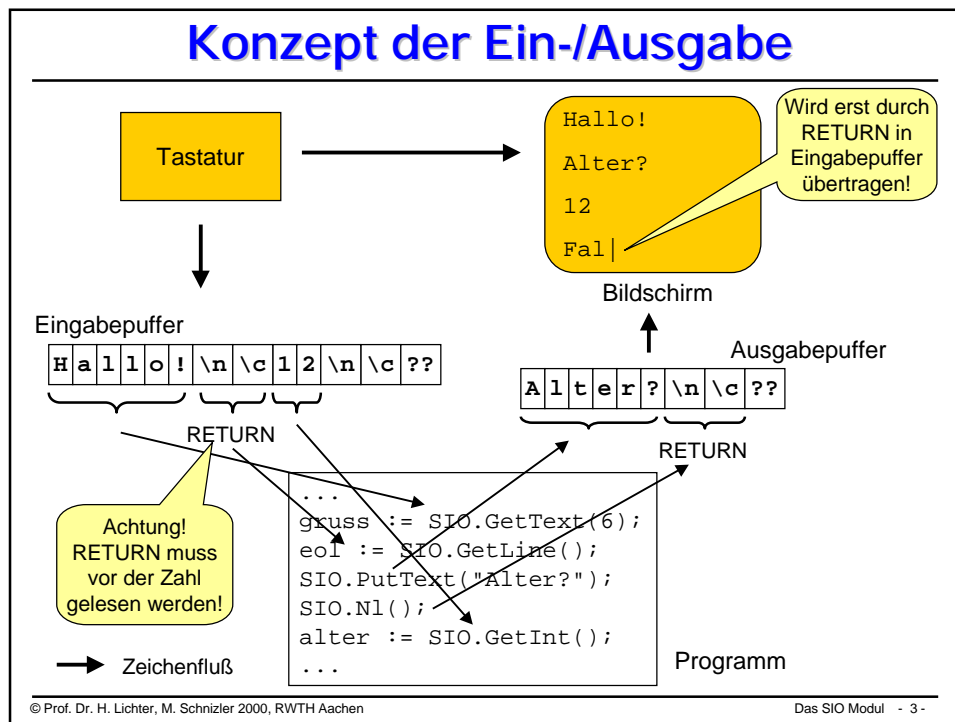 Konzept der Ein-/Ausgabe
Tastatur
Hallo!
Alter?
12
Fal|
Wird erst durch
RETURN in
Eingabepuffer
übertragen!
Bildschirm
Eingabepuffer
H a l l o ! \n \c 1 2 \n \c ??
RETURN
Ausgabepuffer
A l t e r ? \n \c ??
RETURN
Achtung!
RETURN muss
vor der Zahl
gelesen werden!
...
gruss := SIO.GetText(6);
eol := SIO.GetLine();
SIO.PutText("Alter?");
SIO.Nl();
alter := SIO.GetInt();
...
Programm
Zeichenfluß
© Prof. Dr. H. Lichter, M. Schnizler 2000, RWTH Aachen
Das SIO Modul - 3 -